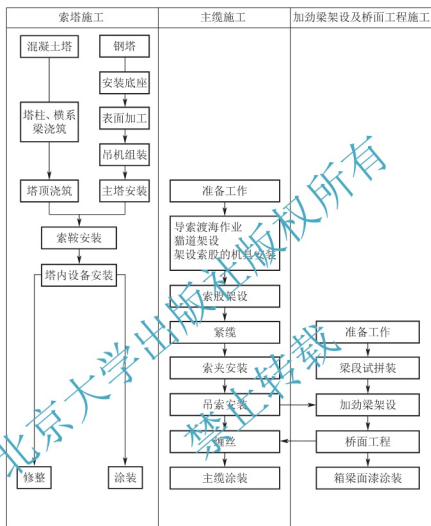 索塔施工
主缆施工
加劲梁架设及桥面工程施工
混凝土塔
钢塔
安装底座
塔柱、横系
梁浇筑
表面加工
吊机组装
塔顶浇筑
主塔安装
索鞍安装
塔内设备安装
修整
涂装
准备工作
导索渡海作业
猫道架设
架设索股的机具安装
索股架设
紧缆
索夹安装
吊索安装
缠丝
主缆涂装
准备工作
梁段试拼装
加劲梁架设
桥面工程
箱梁面漆涂装
北京大学出版社版权所有
禁止转载